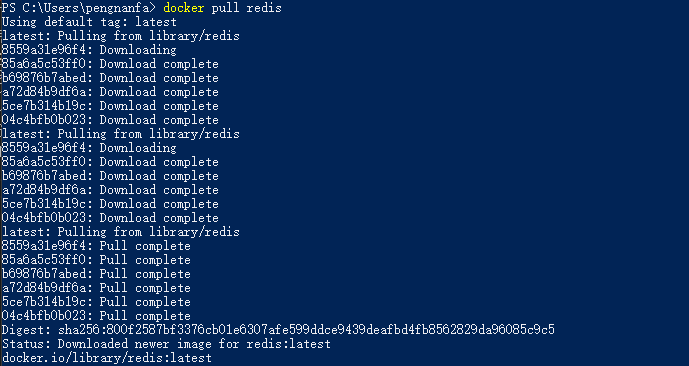 PS C:\Users\pengnanfa> docker pull redis
Using default tag: latest
latest: Pulling from library/redis
8559a31e96f4: Downloading
85a6a5c53ff0: Download complete
b69876b7abed: Download complete
a72d84b9df6a: Download complete
5ce7b314b19c: Download complete
04c4bfb0b023: Download complete
latest: Pulling from library/redis
8559a31e96f4: Downloading
85a6a5c53ff0: Download complete
b69876b7abed: Download complete
a72d84b9df6a: Download complete
5ce7b314b19c: Download complete
04c4bfb0b023: Download complete
latest: Pulling from library/redis
8559a31e96f4: Pull complete
85a6a5c53ff0: Pull complete
b69876b7abed: Pull complete
a72d84b9df6a: Pull complete
5ce7b314b19c: Pull complete
04c4bfb0b023: Pull complete
Digest: sha256:800f2587bf3376cb01e6307afe599ddce9439deafbd4fb8562829da96085c9c5
Status: Downloaded newer image for redis:latest
docker.io/library/redis:latest